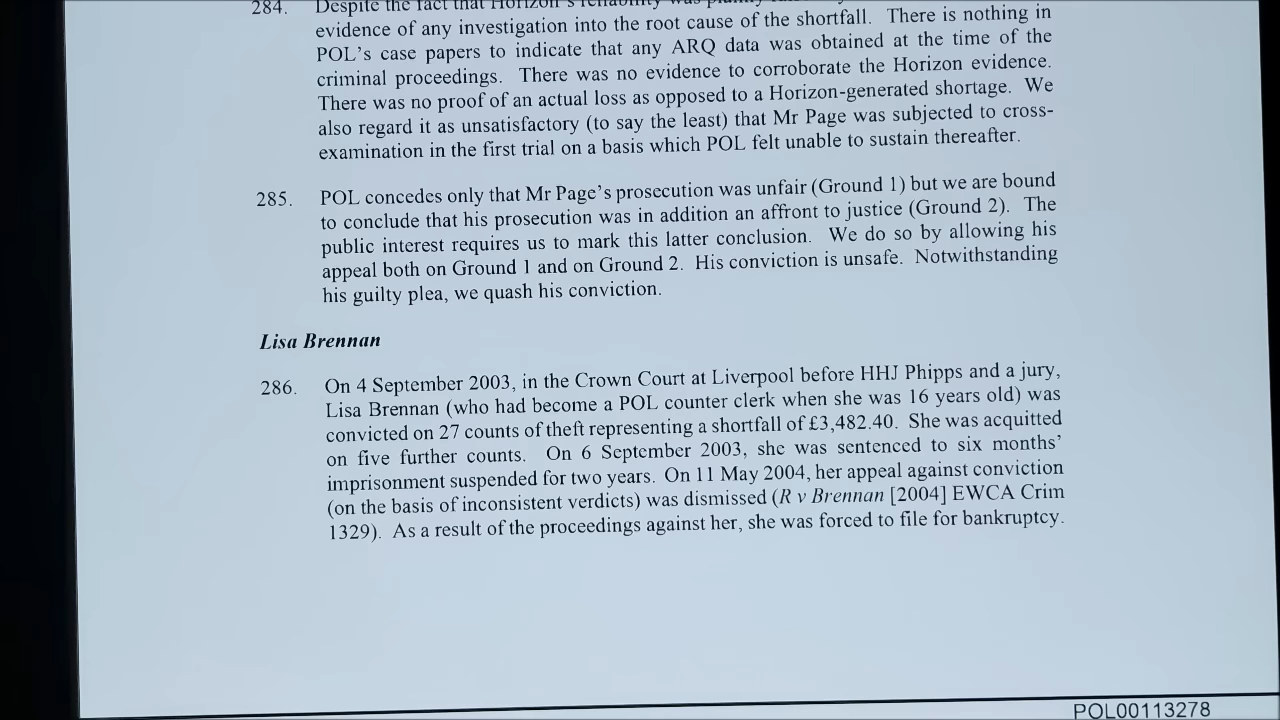 284. Despite the fact that Horizon's reliability was
evidence of any investigation into the root cause of the shortfall. There is nothing in
POL's case papers to indicate that any ARQ data was obtained at the time of the
criminal proceedings. There was no evidence to corroborate the Horizon evidence.
There was no proof of an actual loss as opposed to a Horizon-generated shortage. We
also regard it as unsatisfactory (to say the least) that Mr Page was subjected to cross-
examination in the first trial on a basis which POL felt unable to sustain thereafter.
285. POL concedes only that Mr Page's prosecution was unfair (Ground 1) but we are bound
to conclude that his prosecution was in addition an affront to justice (Ground 2). The
public interest requires us to mark this latter conclusion. We do so by allowing his
appeal both on Ground 1 and on Ground 2. His conviction is unsafe. Notwithstanding
his guilty plea, we quash his conviction.
Lisa Brennan
286. On 4 September 2003, in the Crown Court at Liverpool before HHJ Phipps and a jury,
Lisa Brennan (who had become a POL counter clerk when she was 16 years old) was
convicted on 27 counts of theft representing a shortfall of £3,482.40. She was acquitted
on five further counts. On 6 September 2003, she was sentenced to six months'
imprisonment suspended for two years. On 11 May 2004, her appeal against conviction
(on the basis of inconsistent verdicts) was dismissed (R v Brennan [2004] EWCA Crim
1329). As a result of the proceedings against her, she was forced to file for bankruptcy.
POL00113278